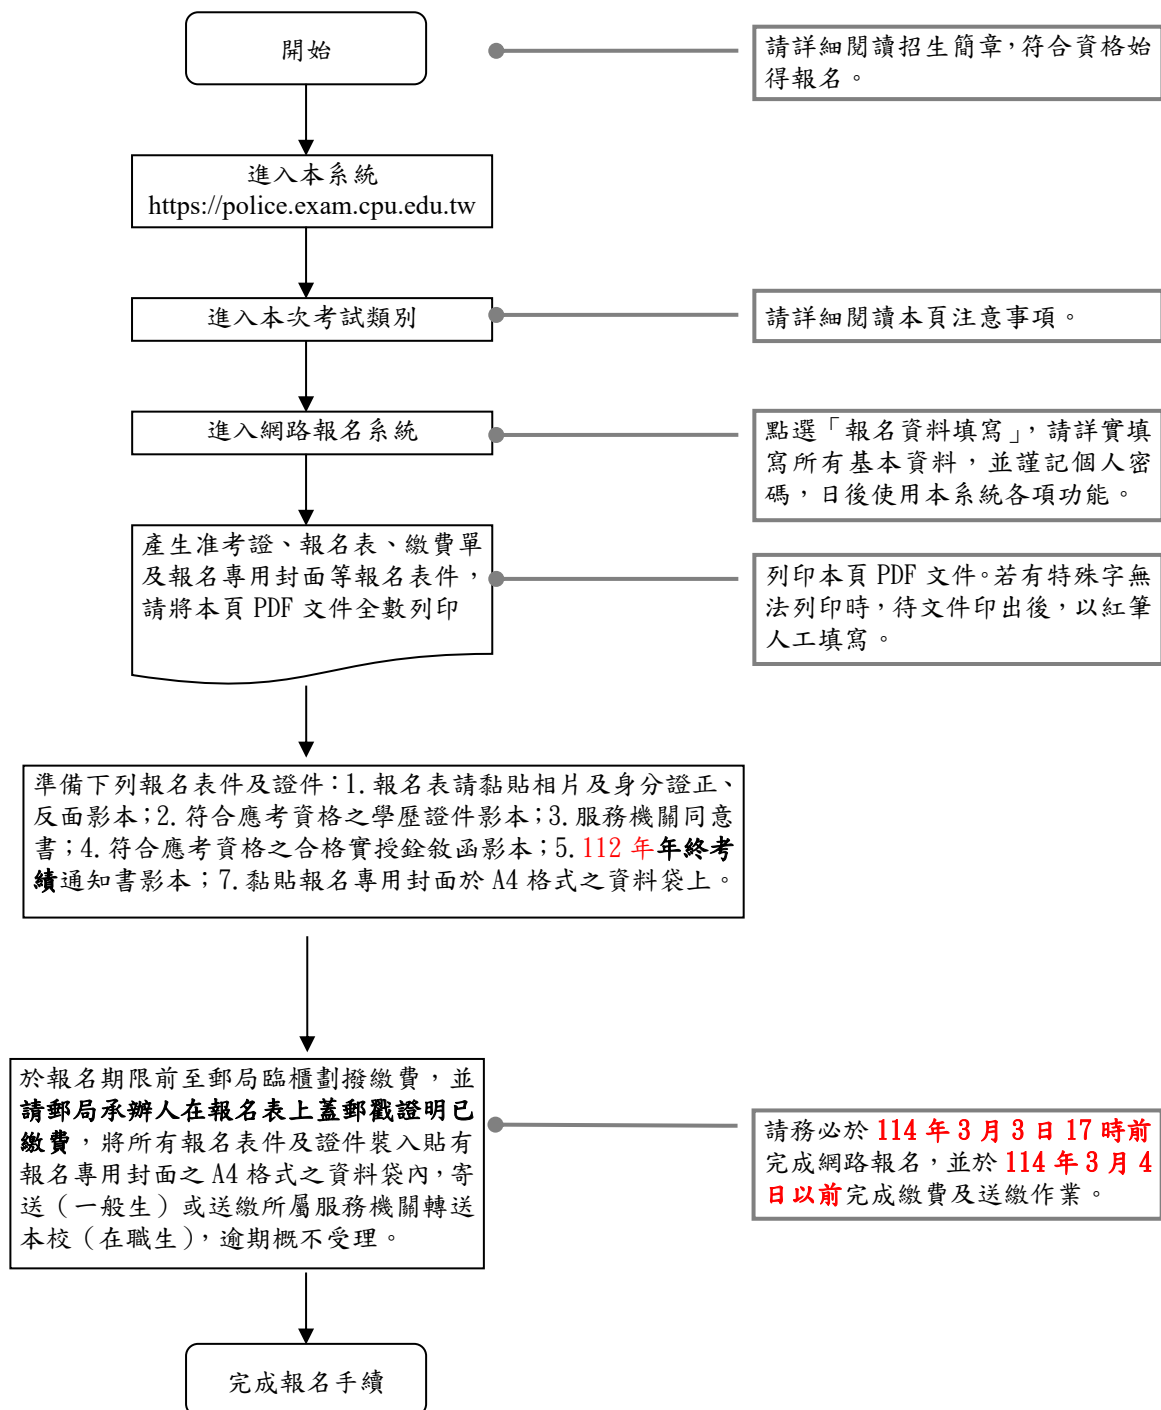 開始
請詳細閱讀招生簡章，符合資格始
得報名。
進入本系統
https://police.exam.cpu.edu.tw
進入本次考試類別
請詳細閱讀本頁注意事項。
進入網路報名系統
點選「報名資料填寫」，請詳實填
寫所有基本資料，並謹記個人密
碼，日後使用本系統各項功能。
產生准考證、報名表、繳費單
及報名專用封面等報名表件，
請將本頁 PDF 文件全數列印
列印本頁 PDF 文件。若有特殊字無
法列印時，待文件印出後，以紅筆
人工填寫。
準備下列報名表件及證件：1.報名表請黏貼相片及身分證正、
反面影本；2.符合應考資格之學歷證件影本；3.服務機關同意
書；4.符合應考資格之合格實授銓敘函影本；5.112 年年終考
績通知書影本；7.黏貼報名專用封面於 A4 格式之資料袋上。
於報名期限前至郵局臨櫃劃撥繳費，並
請郵局承辦人在報名表上蓋郵戳證明已
繳費，將所有報名表件及證件裝入貼有
報名專用封面之 A4 格式之資料袋內，寄
送（一般生）或送繳所屬服務機關轉送
本校（在職生），逾期概不受理。
請務必於 114 年 3 月 3 日 17 時前
完成網路報名，並於 114 年 3 月 4
日以前完成繳費及送繳作業。
完成報名手續